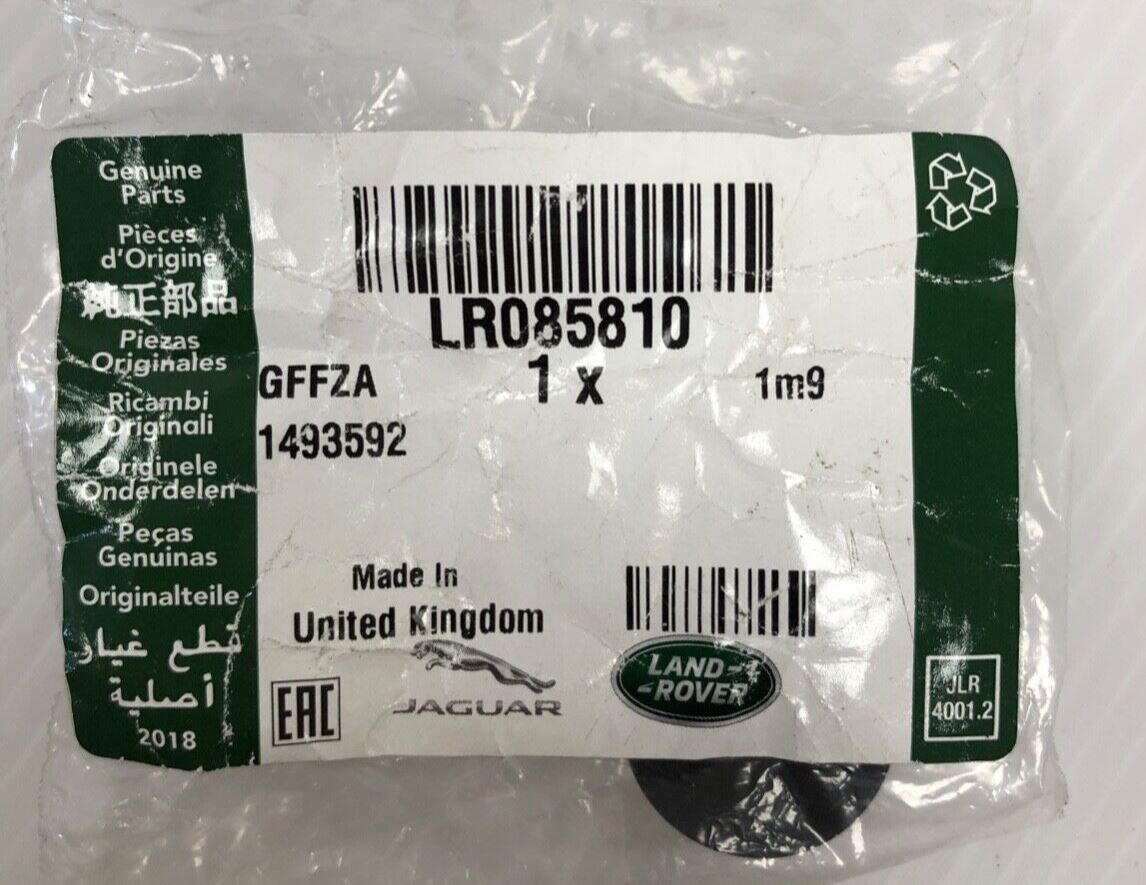 Genuine
Parts
Pièces
d'Origine
純正部品
Piezas
Originales
Ricambi
Originali
Originele
Onderdelen
Peças
Genuinas
Originalteile
قطع غيار
أصلية
2018
LR085810
GFFZA
1 x
1m9
1493592
Made In
United Kingdom
EAC
JAGUAR
LAND-
-ROVER
JLR
4001.2